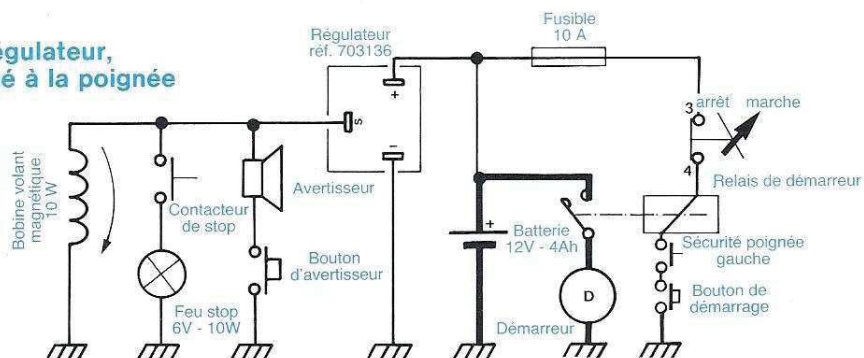 égulateur,
é à la poignée
Régulateur
réf. 703136
Fusible
10 A
+
S
−
3
arrêt marche
4
Bobine volant
magnétique
10 W
Contacteur
de stop
Avertisseur
Bouton
d'avertisseur
Feu stop
6V - 10W
+
Batterie
12V - 4Ah
D
Démarreur
Relais de démarreur
Sécurité poignée
gauche
Bouton de
démarrage